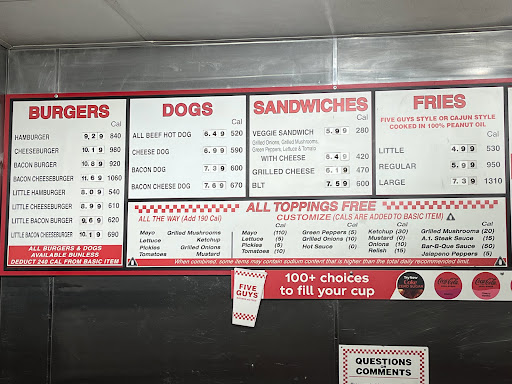 BURGERS
Cal
HAMBURGER 9.29 840
CHEESEBURGER 10.19 980
BACON BURGER 10.89 920
BACON CHEESEBURGER 11.69 1060
LITTLE HAMBURGER 8.09 540
LITTLE CHEESEBURGER 8.99 610
LITTLE BACON BURGER 9.69 620
LITTLE BACON CHEESEBURGER 10.19 690
ALL BURGERS & DOGS
AVAILABLE BUNLESS
DEDUCT 240 CAL FROM BASIC ITEM
DOGS
Cal
ALL BEEF HOT DOG 6.49 520
CHEESE DOG 6.99 590
BACON DOG 7.39 600
BACON CHEESE DOG 7.69 670
SANDWICHES
Cal
VEGGIE SANDWICH 5.99 280
Grilled Onions, Grilled Mushrooms,
Green Peppers, Lettuce & Tomato
WITH CHEESE 6.49 420
GRILLED CHEESE 6.19 470
BLT 7.59 600
FRIES
FIVE GUYS STYLE OR CAJUN STYLE
COOKED IN 100% PEANUT OIL
Cal
LITTLE 4.99 530
REGULAR 5.99 950
LARGE 7.39 1310
ALL TOPPINGS FREE
ALL THE WAY (Add 190 Cal)
Mayo Grilled Mushrooms
Lettuce Ketchup
Pickles Grilled Onions
Tomatoes Mustard
CUSTOMIZE (CALS ARE ADDED TO BASIC ITEM)
Cal Cal Cal Cal
Mayo (110) Green Peppers (5) Ketchup (30) Grilled Mushrooms (20)
Lettuce (5) Grilled Onions (10) Mustard (0) A.1. Steak Sauce (15)
Pickles (5) Hot Sauce (0) Onions (10) Bar-B-Que Sauce (50)
Tomatoes (10) Relish (15) Jalapeno Peppers (5)
When combined, some items may contain sodium content that is higher than the total daily recommended limit.
FIVE
GUYS
100+ choices
to fill your cup
Try New
Coke
ZERO SUGAR
Coca-Cola
Coca-Cola
QUESTIONS
OR
COMMENTS